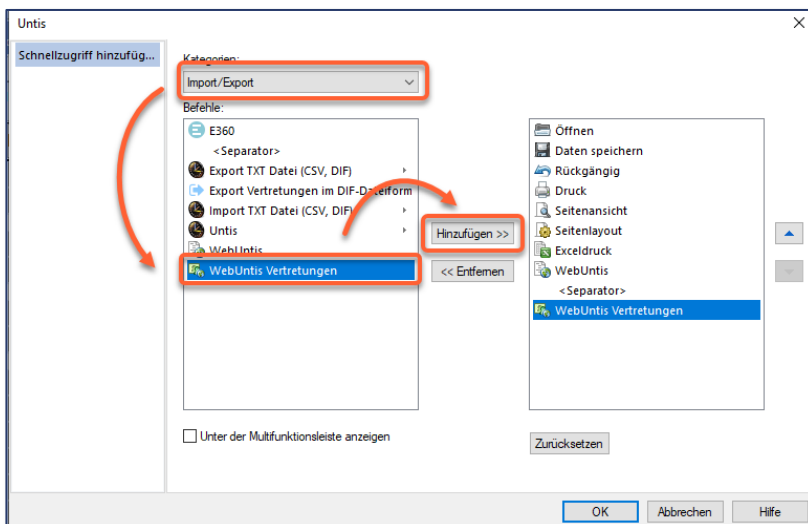 Untis
Schnellzugriff hinzufüg...
Kategorien:
Import/Export
Befehle:
E360
<Separator>
Export TXT Datei (CSV, DIF)
Export Vertretungen im DIF-Dateiform
Import TXT Datei (CSV, DIF)
Untis
WebUntis
WebUntis Vertretungen
Hinzufügen >>
<< Entfernen
Öffnen
Daten speichern
Rückgängig
Druck
Seitenansicht
Seitenlayout
Exceldruck
WebUntis
<Separator>
WebUntis Vertretungen
Unter der Multifunktionsleiste anzeigen
Zurücksetzen
OK
Abbrechen
Hilfe